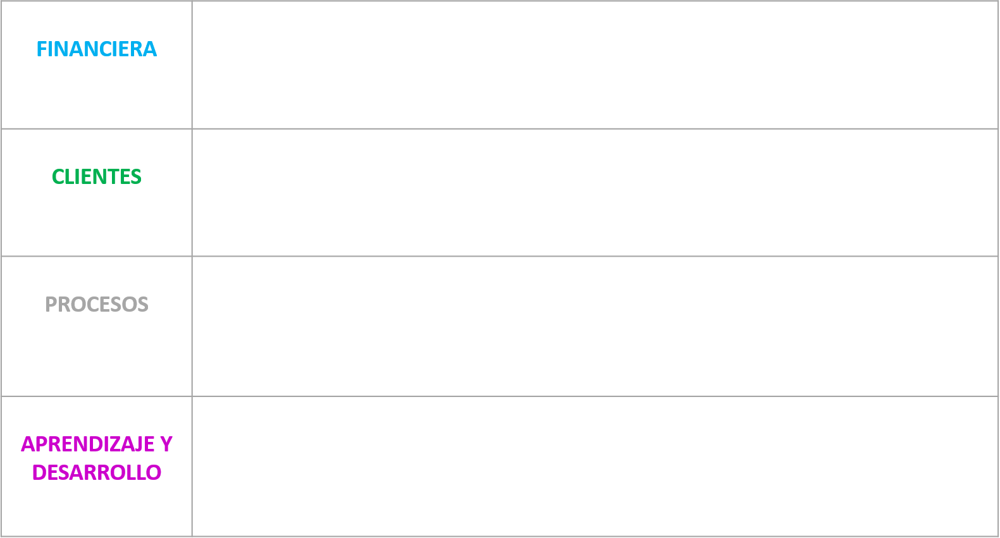 FINANCIERA
CLIENTES
PROCESOS
APRENDIZAJE Y
DESARROLLO